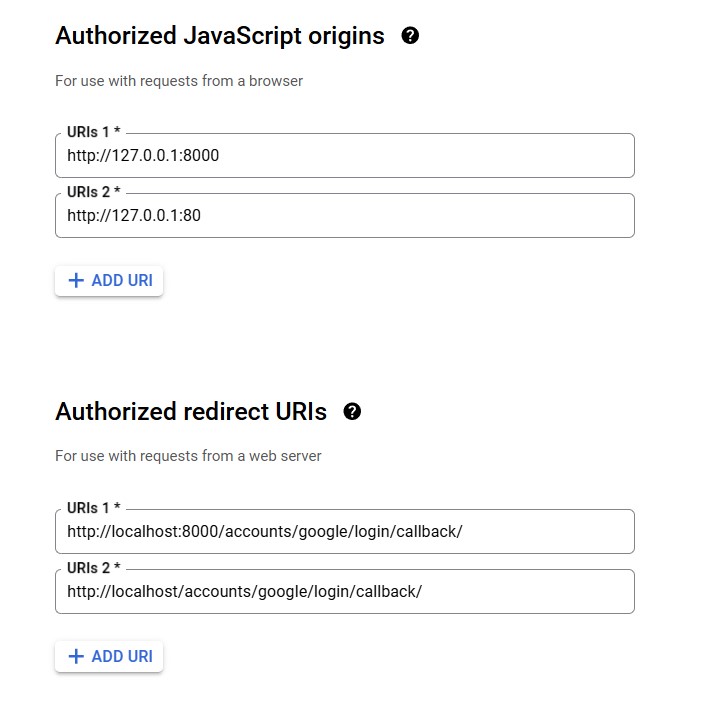 Authorized JavaScript origins ?
For use with requests from a browser
URIs 1 *
http://127.0.0.1:8000
URIs 2 *
http://127.0.0.1:80
+ ADD URI
Authorized redirect URIs ?
For use with requests from a web server
URIs 1 *
http://localhost:8000/accounts/google/login/callback/
URIs 2 *
http://localhost/accounts/google/login/callback/
+ ADD URI